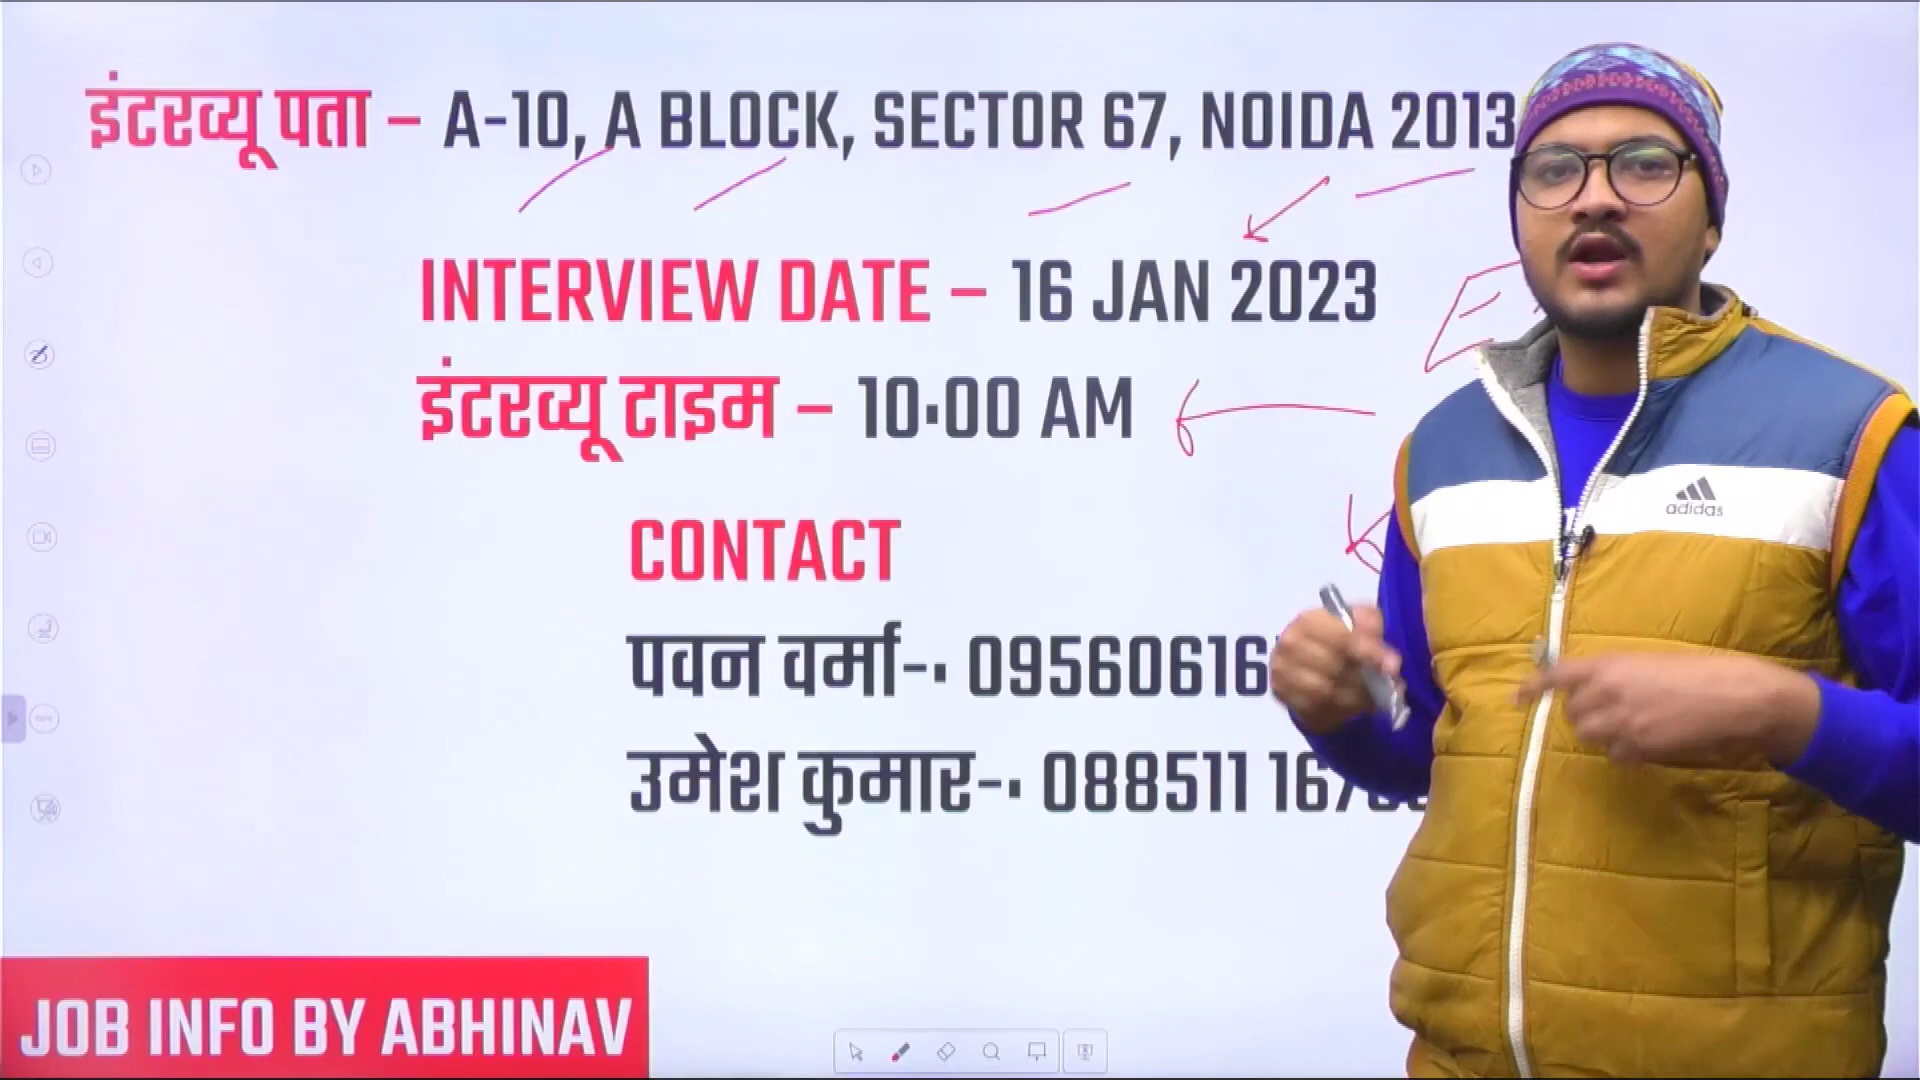 इंटरव्यू पता – A-10, A BLOCK, SECTOR 67, NOIDA 2013
INTERVIEW DATE – 16 JAN 2023
इंटरव्यू टाइम – 10:00 AM
CONTACT
पवन वर्मा-: 09560616
उमेश कुमार-: 088511
adidas
JOB INFO BY ABHINAV